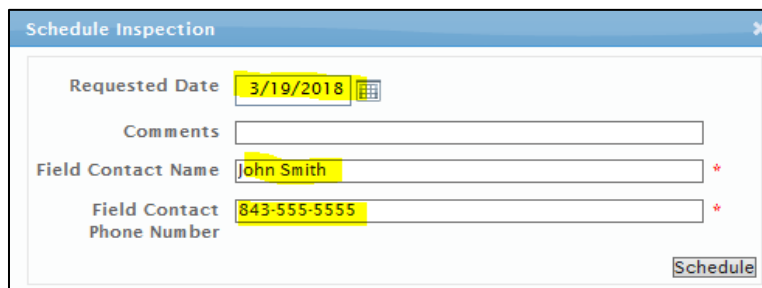 Schedule Inspection
Requested Date 3/19/2018
Comments
Field Contact Name John Smith *
Field Contact 843-555-5555 *
Phone Number
Schedule